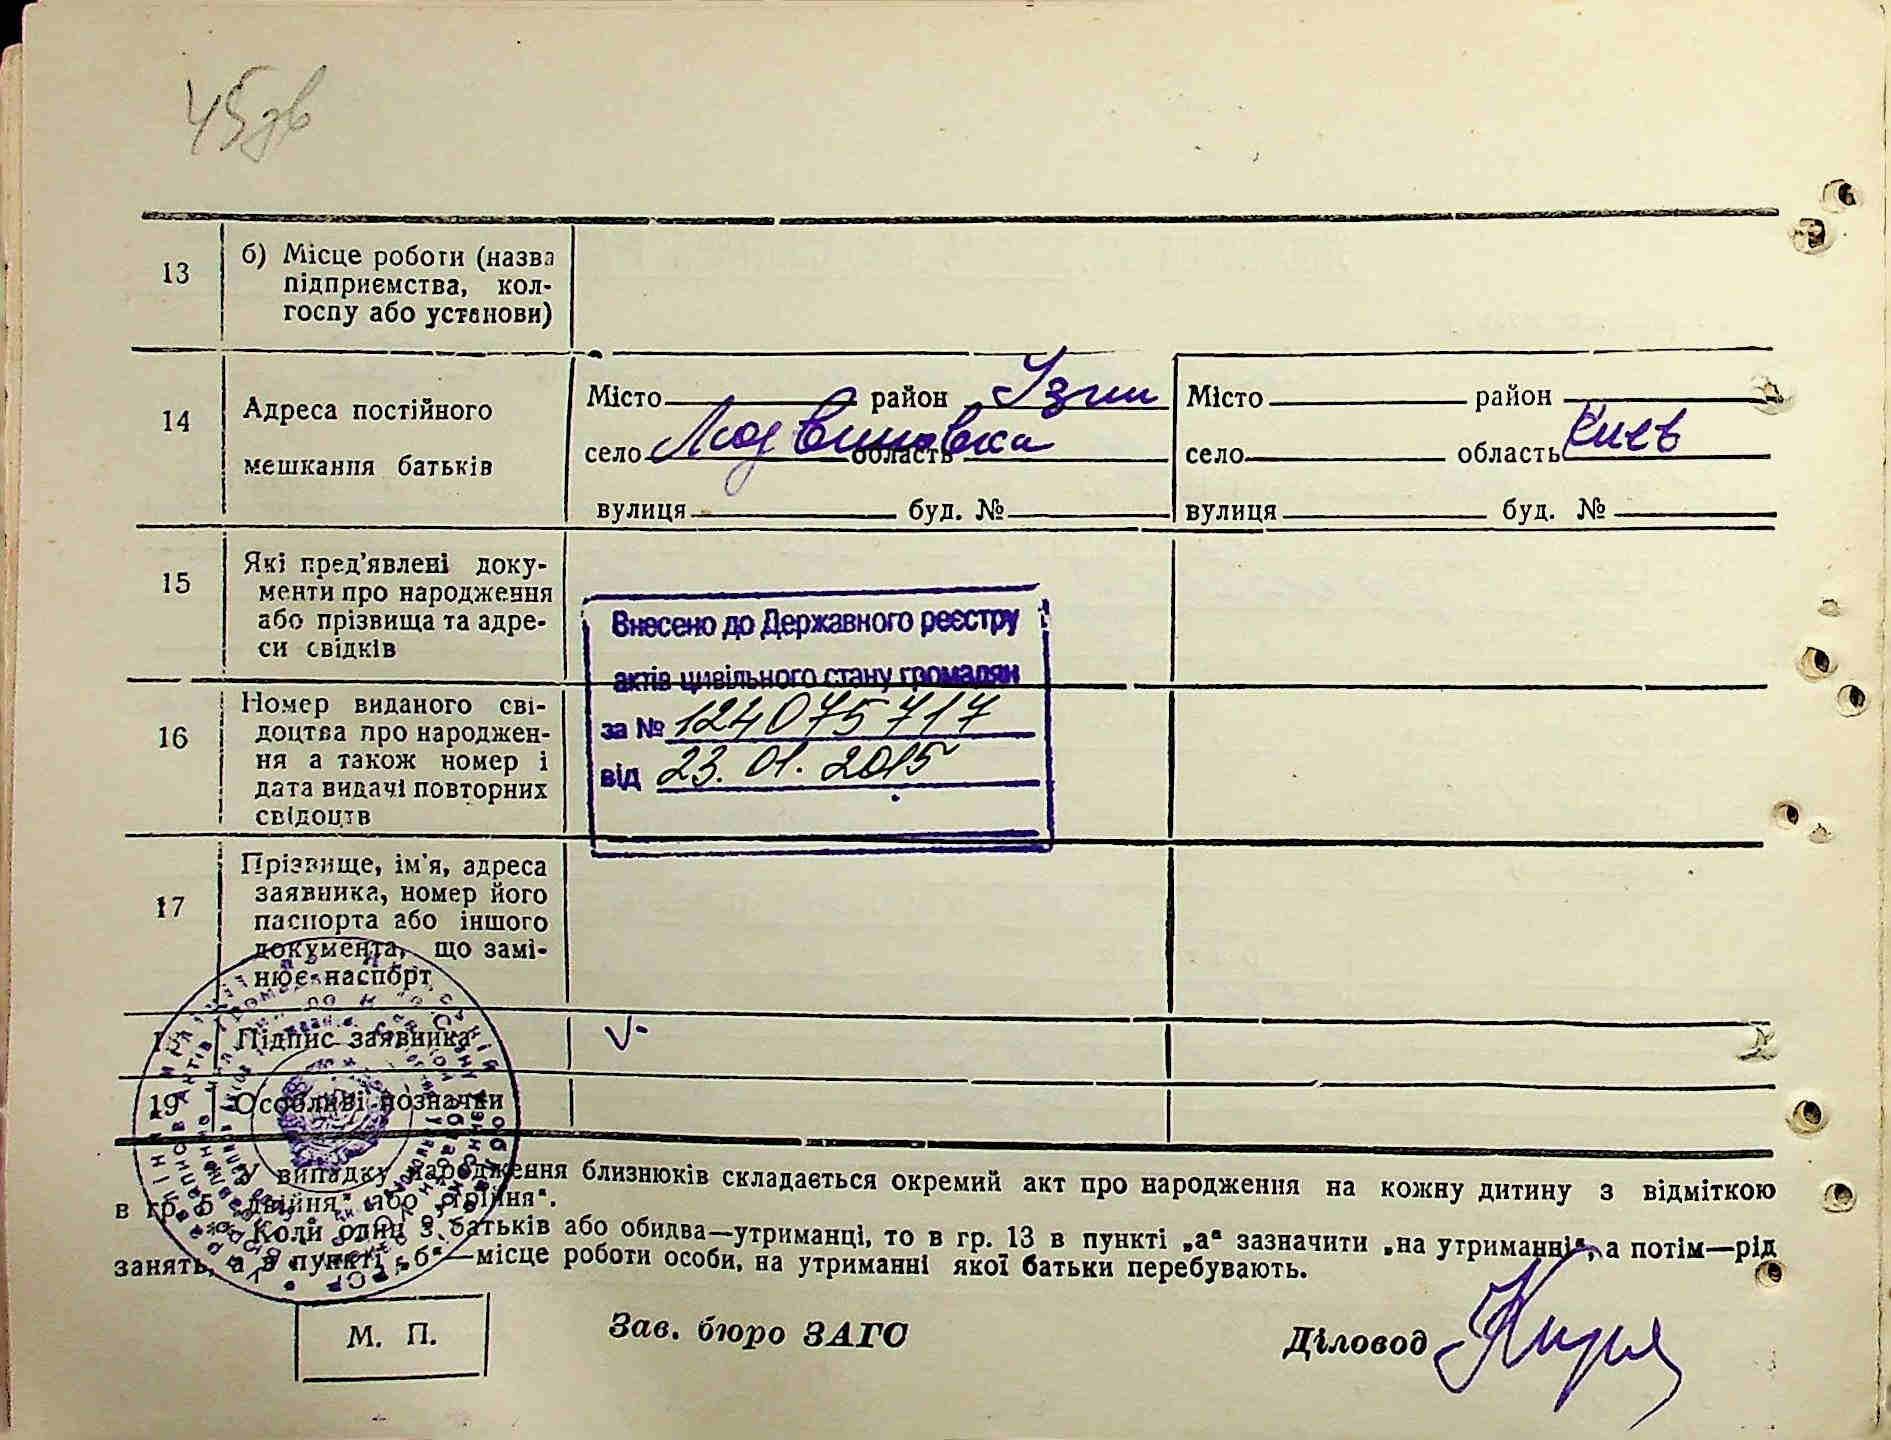 45зв
13
б) Місце роботи (назва
підприємства, кол-
госпу або установи)
14
Адреса постійного
мешкання батьків
Місто район Узин
село область
вулиця буд. №
Місто район
село область Киев
вулиця буд. №
15
Які пред'явлені доку-
менти про народження
або прізвища та адре-
си свідків
Внесено до Державного реєстру
актів цивільного стану громадян
за № 124075717
від 23.01.2015
16
Номер виданого сві-
доцтва про народжен-
ня а також номер і
дата видачі повторних
свідоцтв
17
Прізвище, ім'я, адреса
заявника, номер його
паспорта або іншого
документа, що замі-
нює паспорт
Підпис заявника
V-
19
Особливі позначки
У випадку народження близнюків складається окремий акт про народження на кожну дитину з відміткою
в гр. 5 „двійня“ або „трійня“.
Коли один з батьків або обидва—утриманці, то в гр. 13 в пункті „а“ зазначити „на утриманні“, а потім—рід
занять, а в пункті „б“—місце роботи особи, на утриманні якої батьки перебувають.
М. П.
Зав. бюро ЗАГС
Діловод